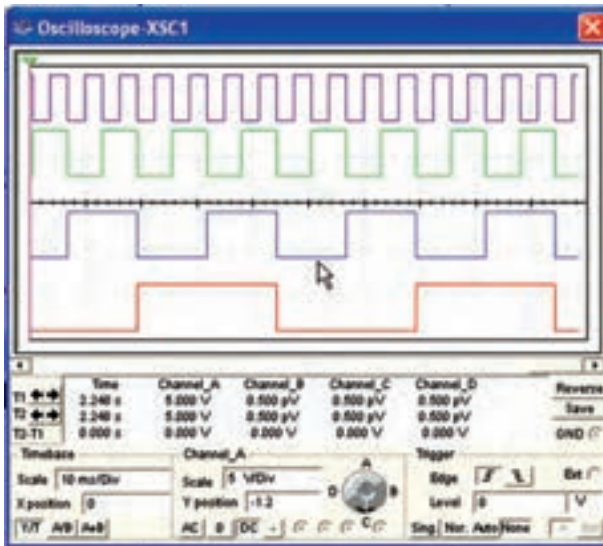 Oscilloscope-XSC1
Time Channel_A Channel_B Channel_C Channel_D
T1 2.248 s 5.000 V 0.500 pV 0.500 pV 0.500 pV
T2 2.248 s 5.000 V 0.500 pV 0.500 pV 0.500 pV
T2-T1 0.000 s 0.000 V 0.000 V 0.000 V 0.000 V
Reverse
Save
GND
Timebase
Scale 10 ms/Div
X position 0
Y/T A/B A+B
Channel_A
Scale 5 V/Div
Y position -1.2
AC 0 DC -
A
D B
C
Trigger
Edge Ext
Level 0 V
Sing. Nor. Auto None